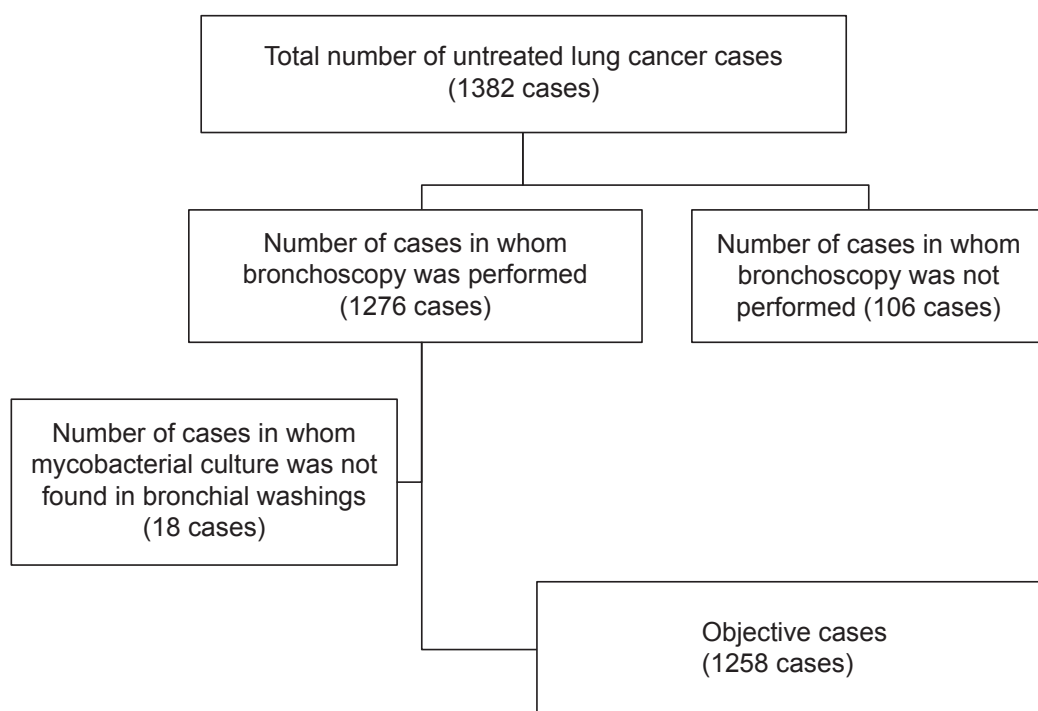 Total number of untreated lung cancer cases
(1382 cases)
Number of cases in whom
bronchoscopy was performed
(1276 cases)
Number of cases in whom
bronchoscopy was not
performed (106 cases)
Number of cases in whom
mycobacterial culture was not
found in bronchial washings
(18 cases)
Objective cases
(1258 cases)